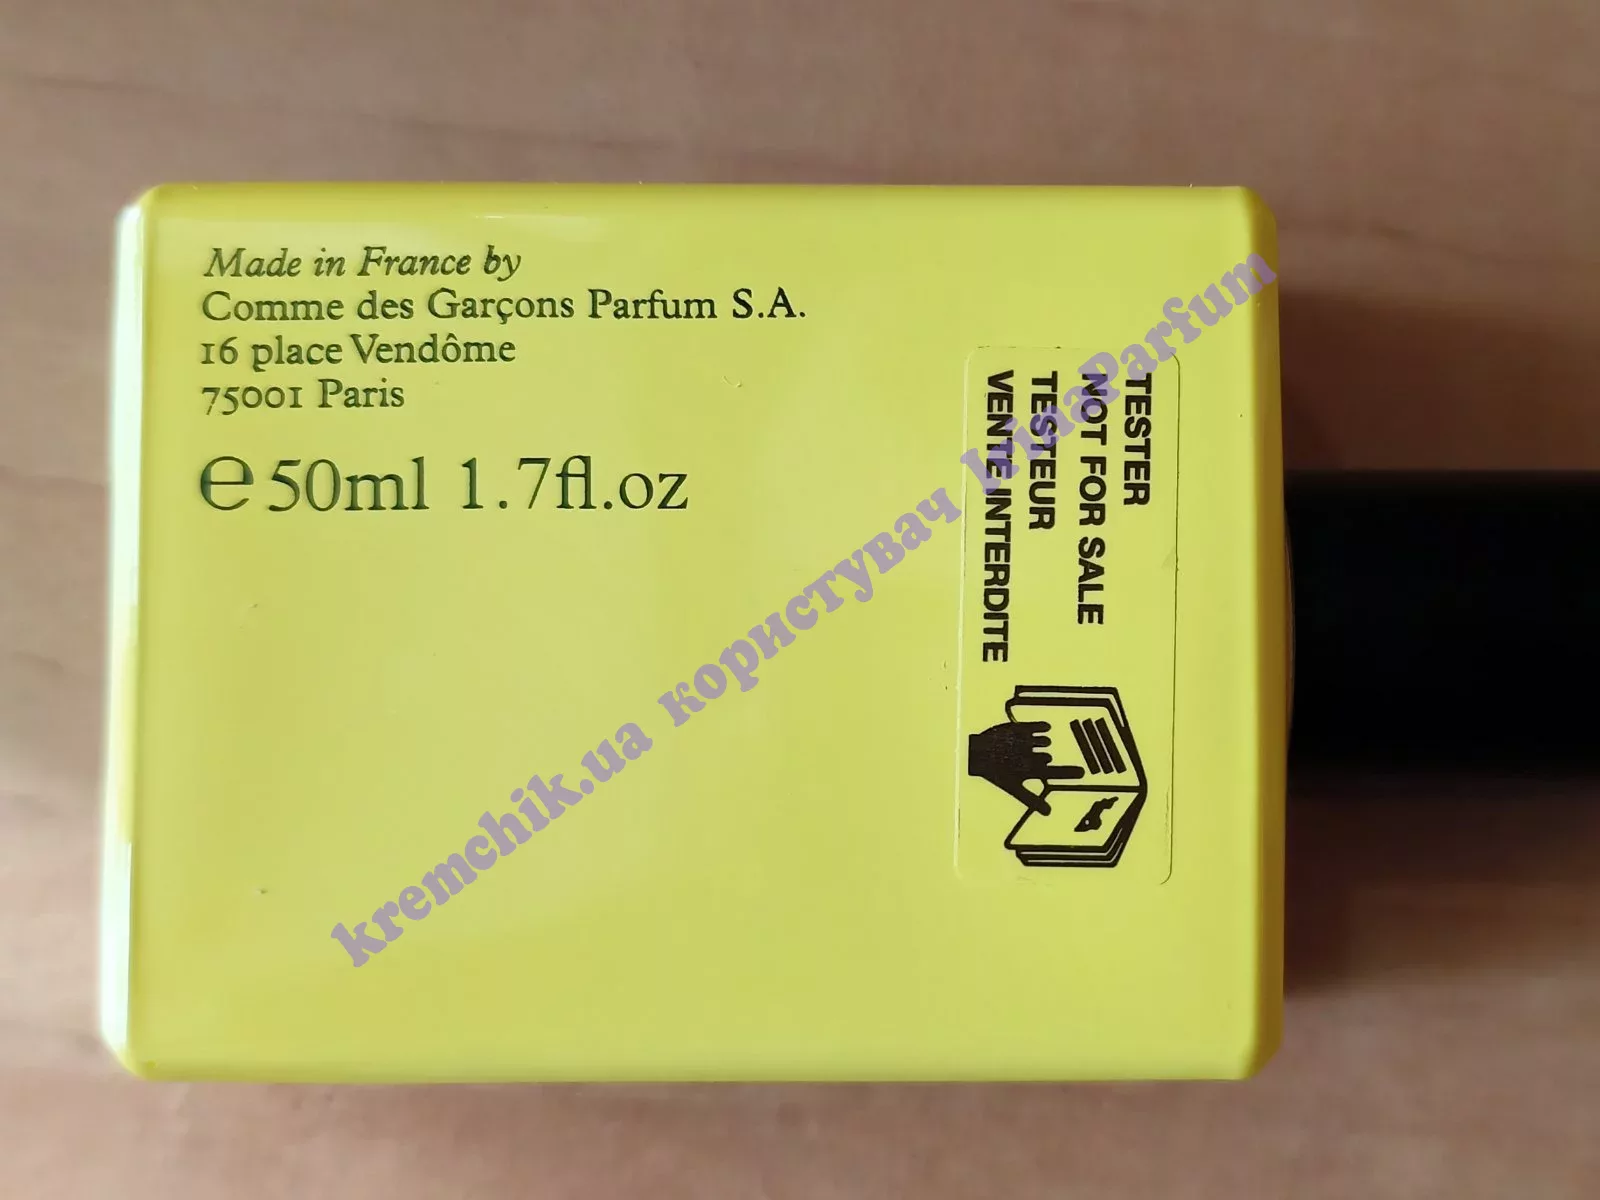 Made in France by
Comme des Garçons Parfum S.A.
16 place Vendôme
75001 Paris
℮50ml 1.7fl.oz
TESTER
NOT FOR SALE
TESTEUR
VENTE INTERDITE
kremchik.ua користувач IrinaParfum